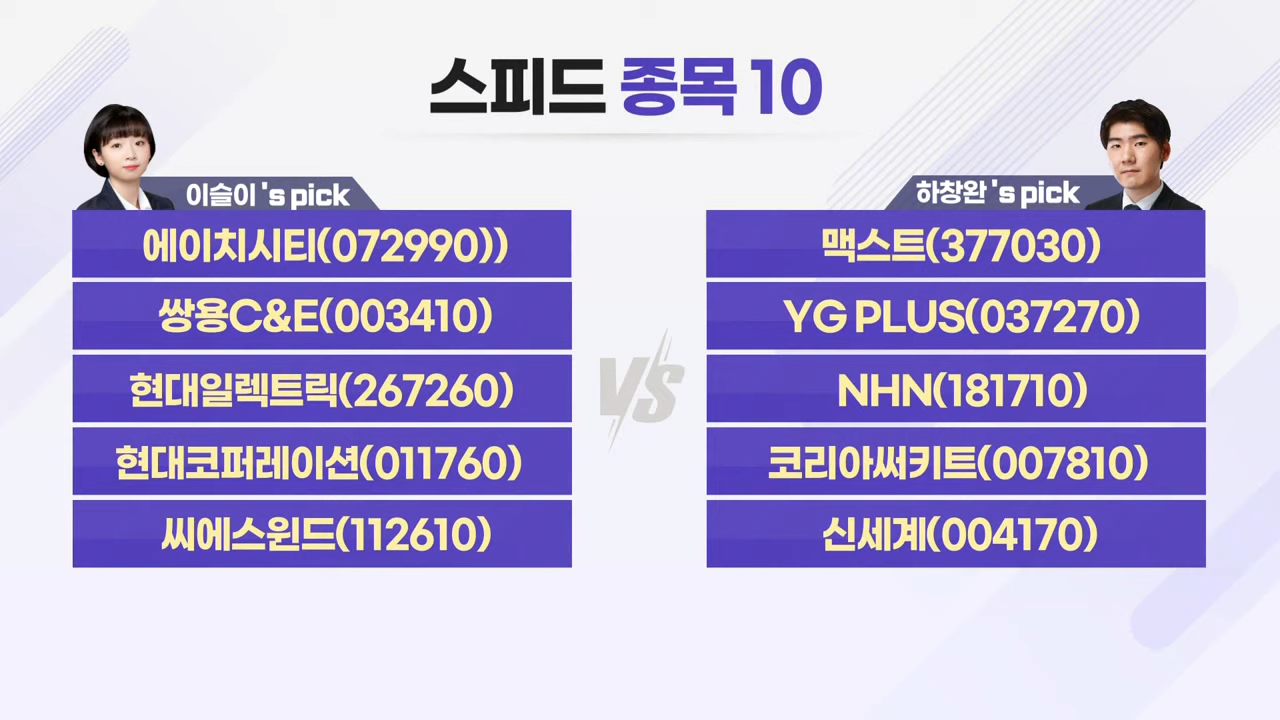 스피드 종목 10
이슬이 's pick
에이치시티(072990))
쌍용C&E(003410)
현대일렉트릭(267260)
현대코퍼레이션(011760)
씨에스윈드(112610)
VS
하창완 's pick
맥스트(377030)
YG PLUS(037270)
NHN(181710)
코리아써키트(007810)
신세계(004170)